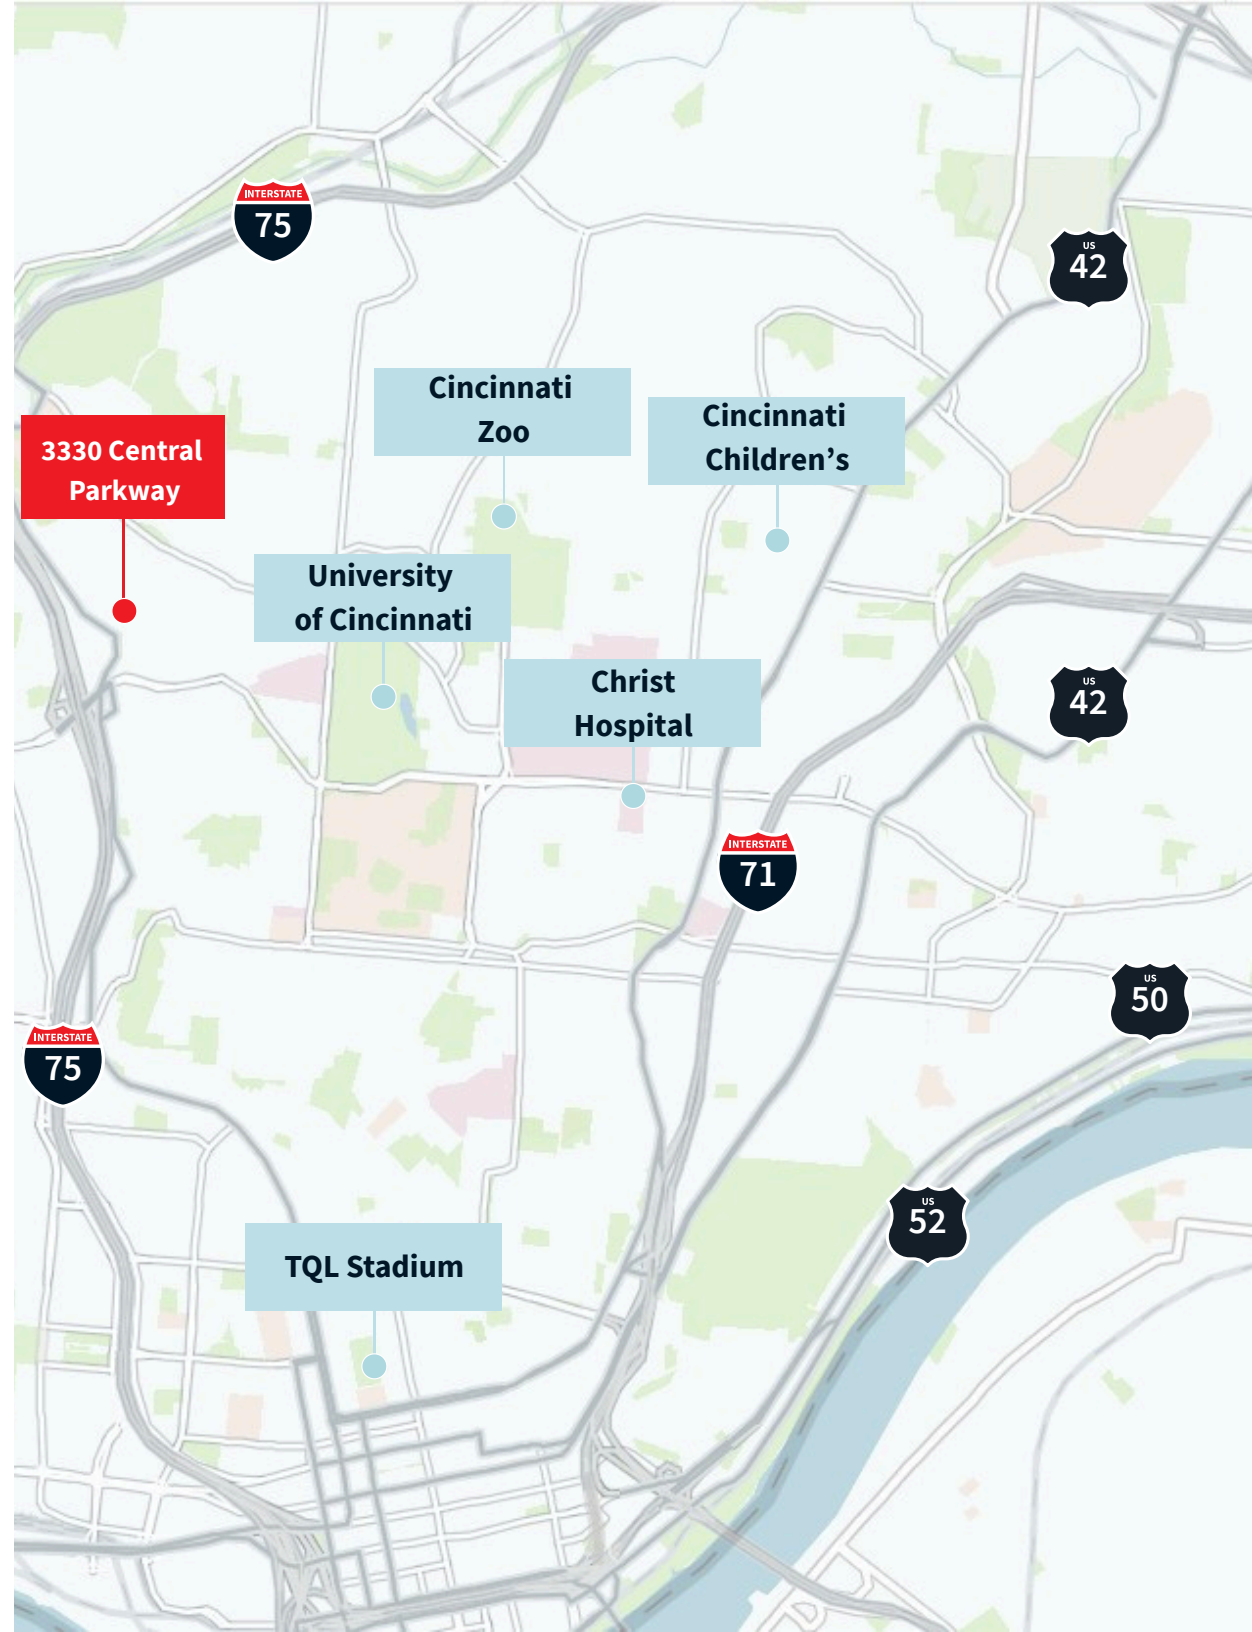 INTERSTATE
75
US
42
Cincinnati
Zoo
Cincinnati
Children's
3330 Central
Parkway
University
of Cincinnati
Christ
Hospital
US
42
INTERSTATE
71
US
50
INTERSTATE
75
US
52
TQL Stadium